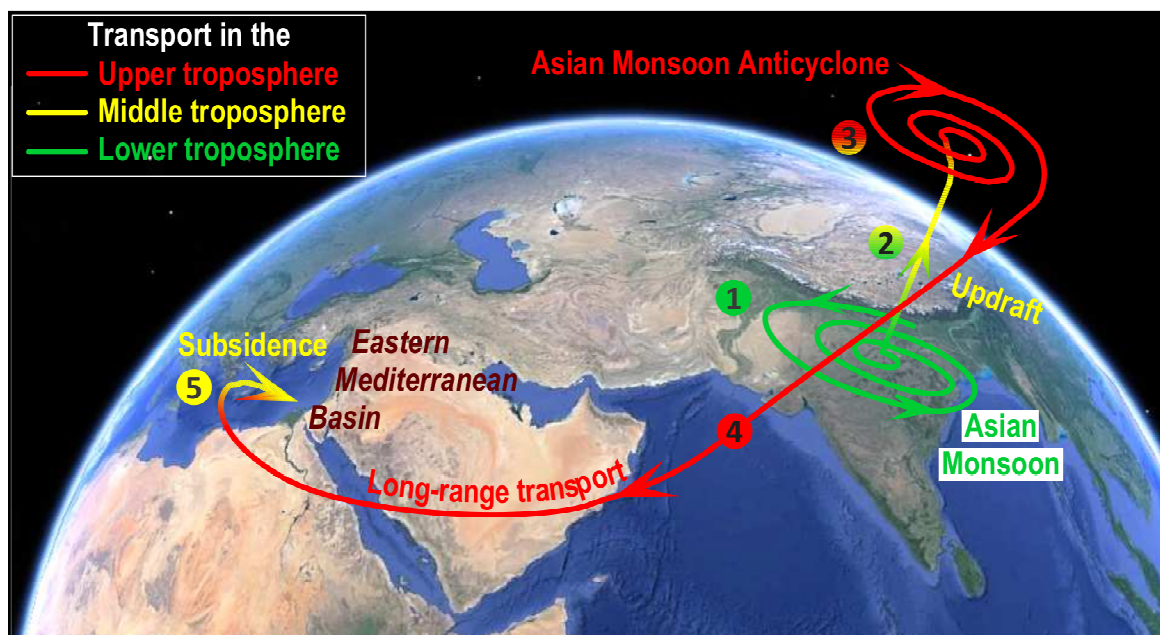 Transport in the
Upper troposphere
Middle troposphere
Lower troposphere
Asian Monsoon Anticyclone
3
2
1
Updraft
Subsidence
5
Eastern
Mediterranean
Basin
4
Asian
Monsoon
Long-range transport